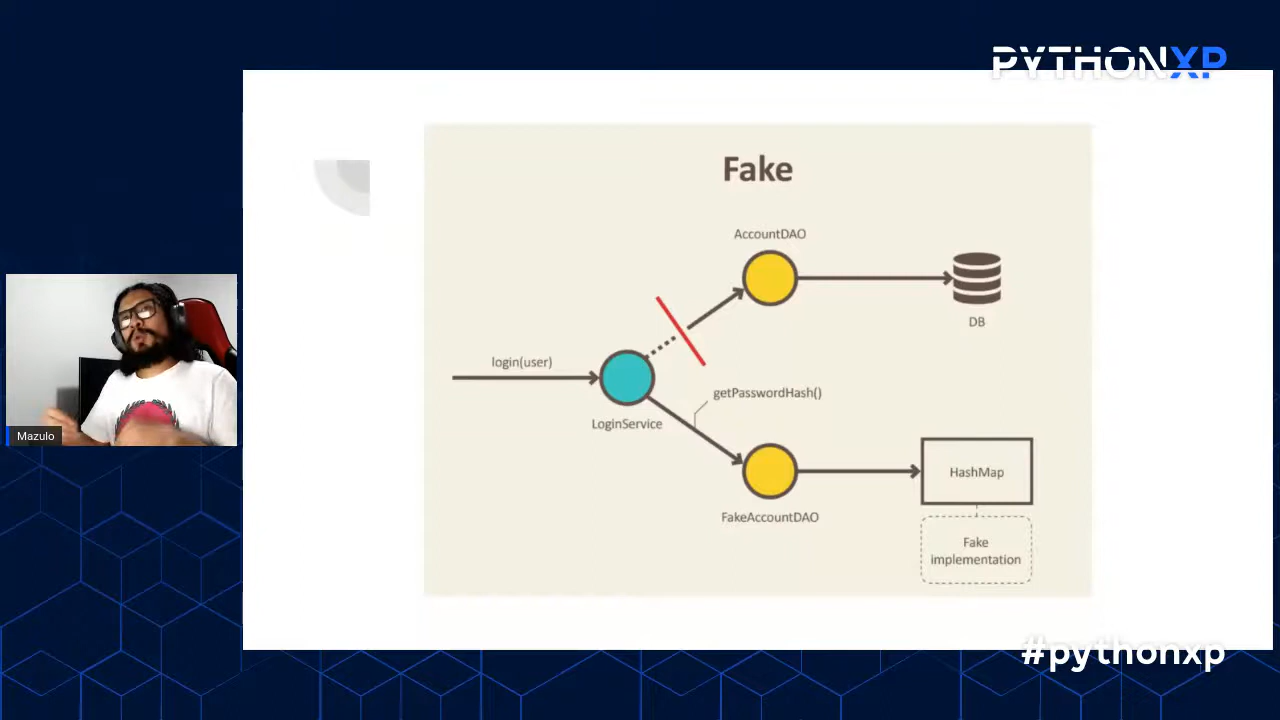 PYTHONXP
Fake
AccountDAO
DB
login(user)
getPasswordHash()
LoginService
Mazulo
HashMap
FakeAccountDAO
Fake
implementation
#pythonxp